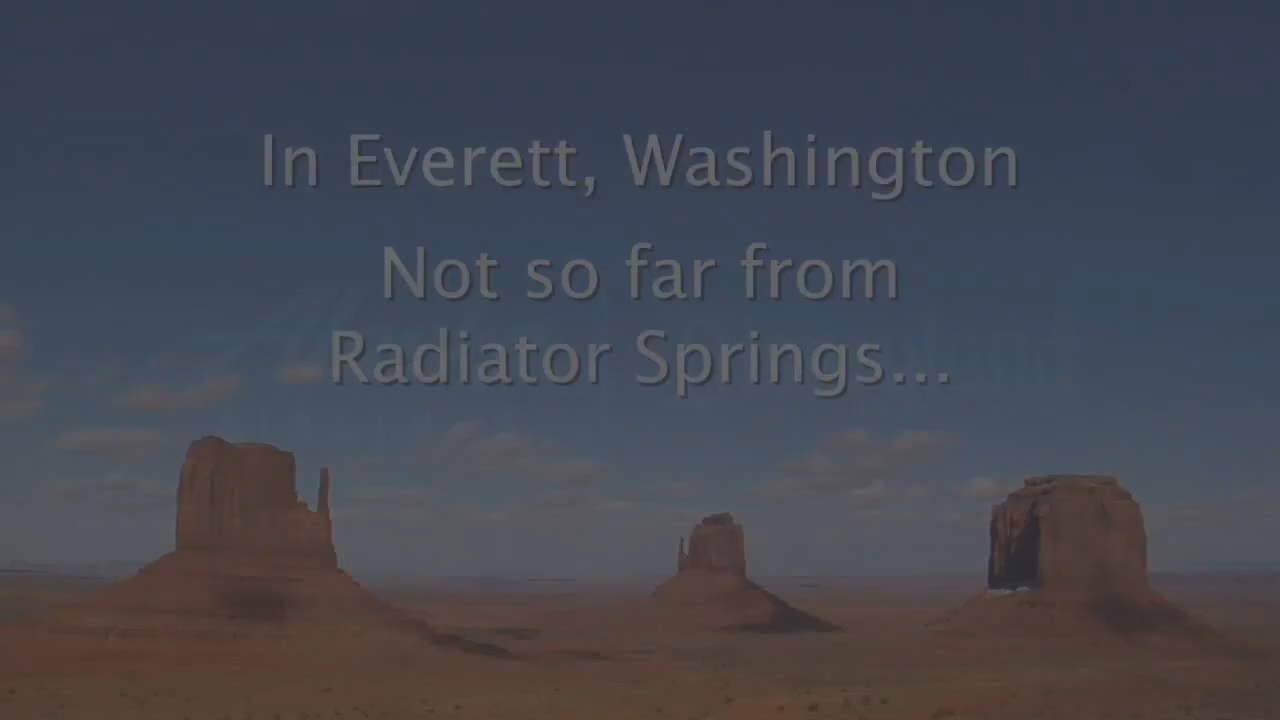 In Everett, Washington
Not so far from
Radiator Springs...